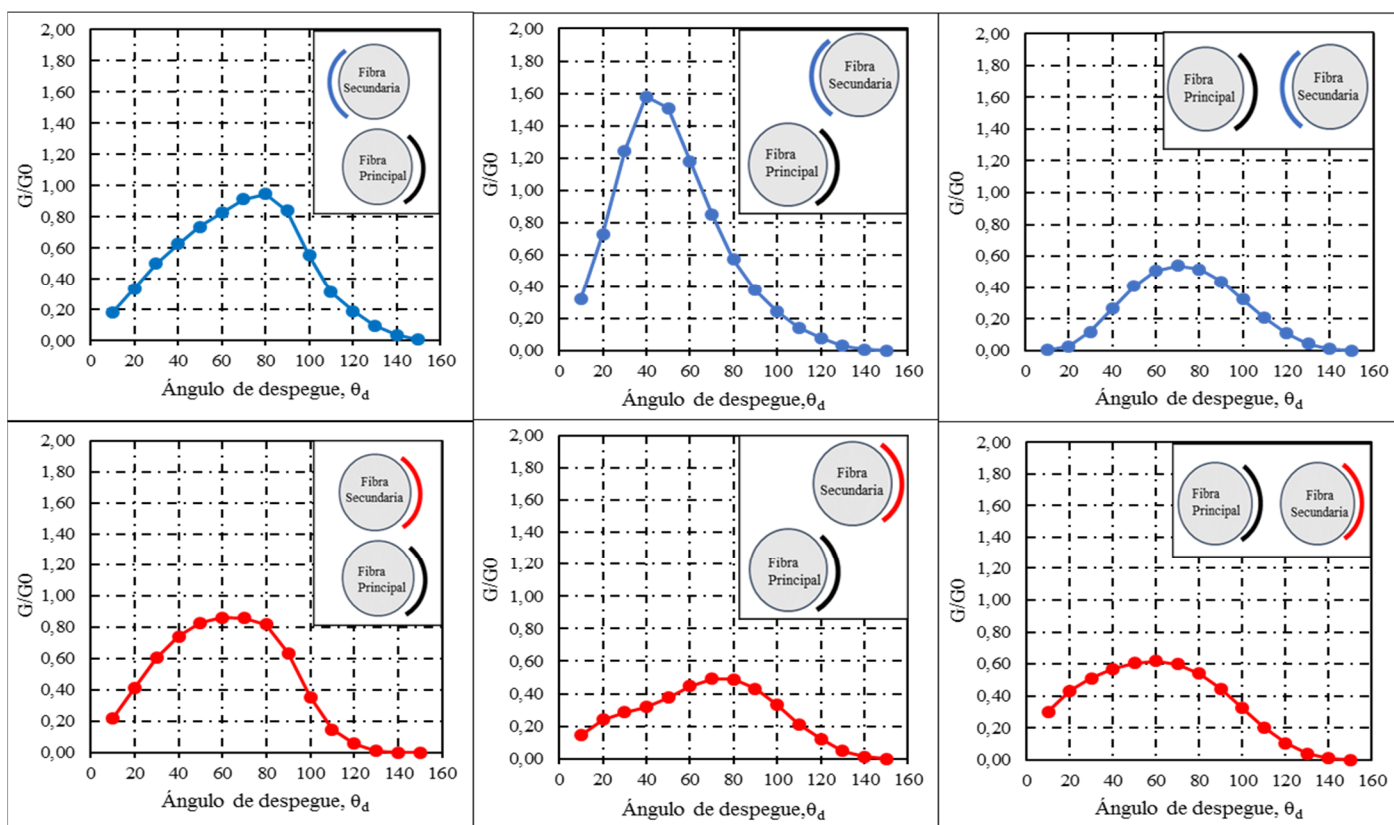 2,00
1,80
1,60
1,40
1,20
1,00
0,80
0,60
0,40
0,20
0,00
G/G0
0 20 40 60 80 100 120 140 160
Ángulo de despegue, θd
Fibra
Secundaria
Fibra
Principal
2,00
1,80
1,60
1,40
1,20
1,00
0,80
0,60
0,40
0,20
0,00
G/G0
0 20 40 60 80 100 120 140 160
Ángulo de despegue,θd
Fibra
Secundaria
Fibra
Principal
2,00
1,80
1,60
1,40
1,20
1,00
0,80
0,60
0,40
0,20
0,00
G/G0
0 20 40 60 80 100 120 140 160
Ángulo de despegue, θd
Fibra
Principal
Fibra
Secundaria
2,00
1,80
1,60
1,40
1,20
1,00
0,80
0,60
0,40
0,20
0,00
G/G0
0 20 40 60 80 100 120 140 160
Ángulo de despegue, θd
Fibra
Secundaria
Fibra
Principal
2,00
1,80
1,60
1,40
1,20
1,00
0,80
0,60
0,40
0,20
0,00
G/G0
0 20 40 60 80 100 120 140 160
Ángulo de despegue,θd
Fibra
Secundaria
Fibra
Principal
2,00
1,80
1,60
1,40
1,20
1,00
0,80
0,60
0,40
0,20
0,00
G/G0
0 20 40 60 80 100 120 140 160
Ángulo de despegue, θd
Fibra
Principal
Fibra
Secundaria